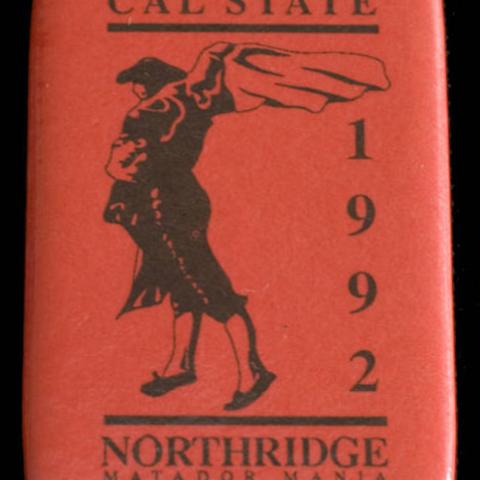 CAL STATE
1
9
9
2
NORTHRIDGE
MATADOR MANIA